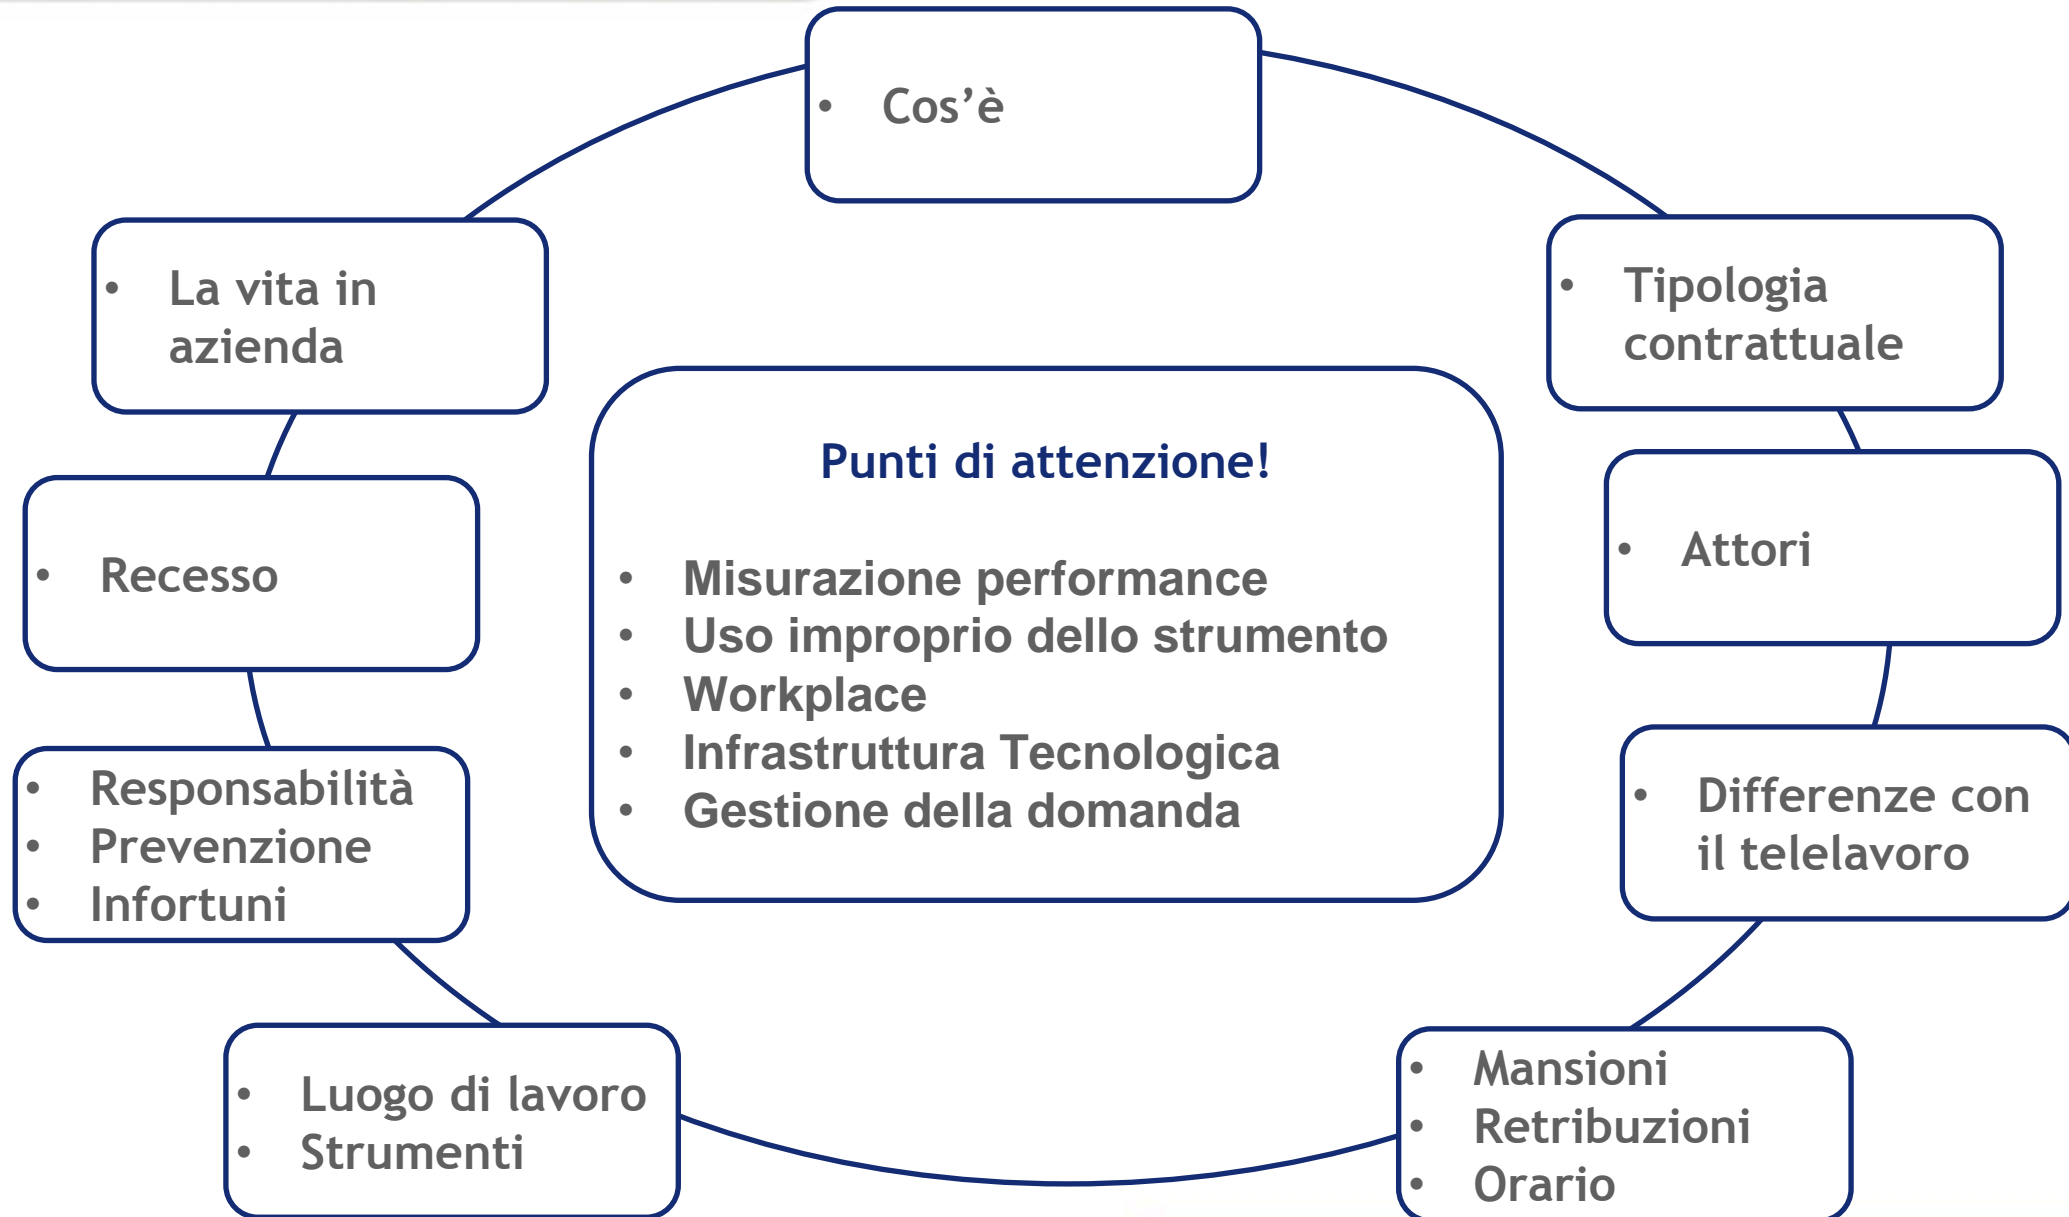 • Cos’è
• Tipologia
contrattuale
• Attori
• Differenze con
il telelavoro
• Mansioni
• Retribuzioni
• Orario
• Luogo di lavoro
• Strumenti
• Responsabilità
• Prevenzione
• Infortuni
• Recesso
• La vita in
azienda
Punti di attenzione!
• Misurazione performance
• Uso improprio dello strumento
• Workplace
• Infrastruttura Tecnologica
• Gestione della domanda